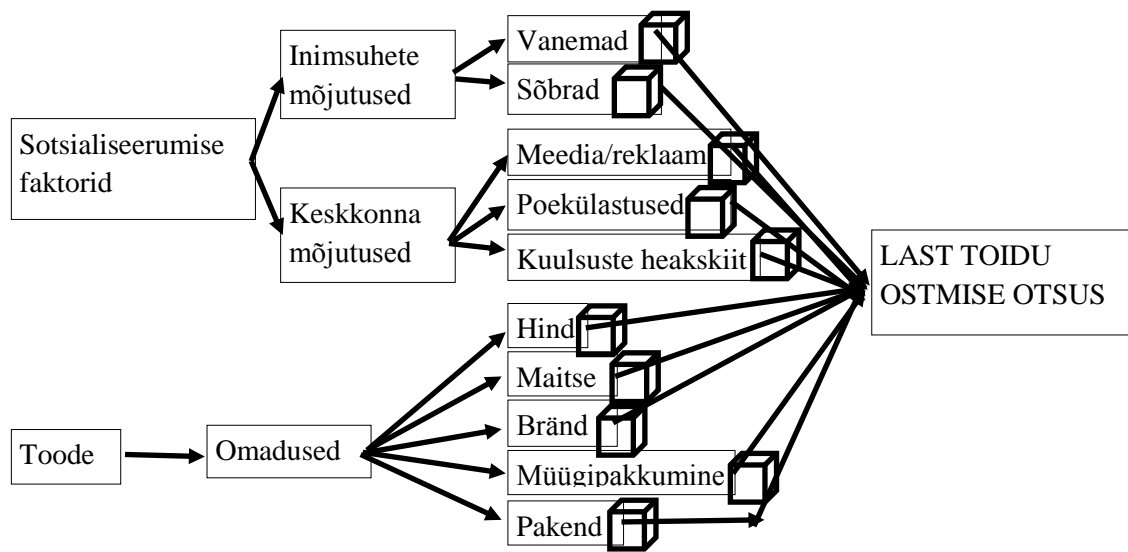 Sotsialiseerumise
faktorid
Inimsuhete
mõjutused
Keskkonna
mõjutused
Vanemad
Sõbrad
Meedia/reklaam
Poekülastused
Kuulsuste heakskiit
Toode
Omadused
Hind
Maitse
Bränd
Müügipakkumine
Pakend
LAST TOIDU
OSTMISE OTSUS